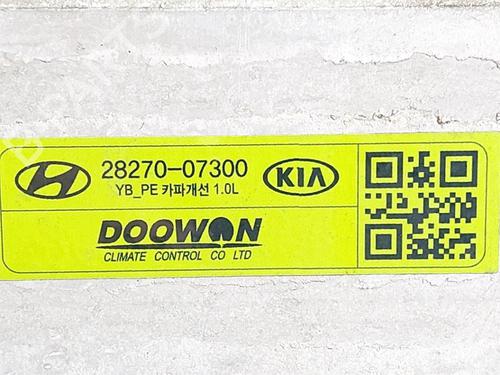 28270-07300
YB_PE 카파개선 1.0L
KIA
DOOWON
CLIMATE CONTROL CO LTD